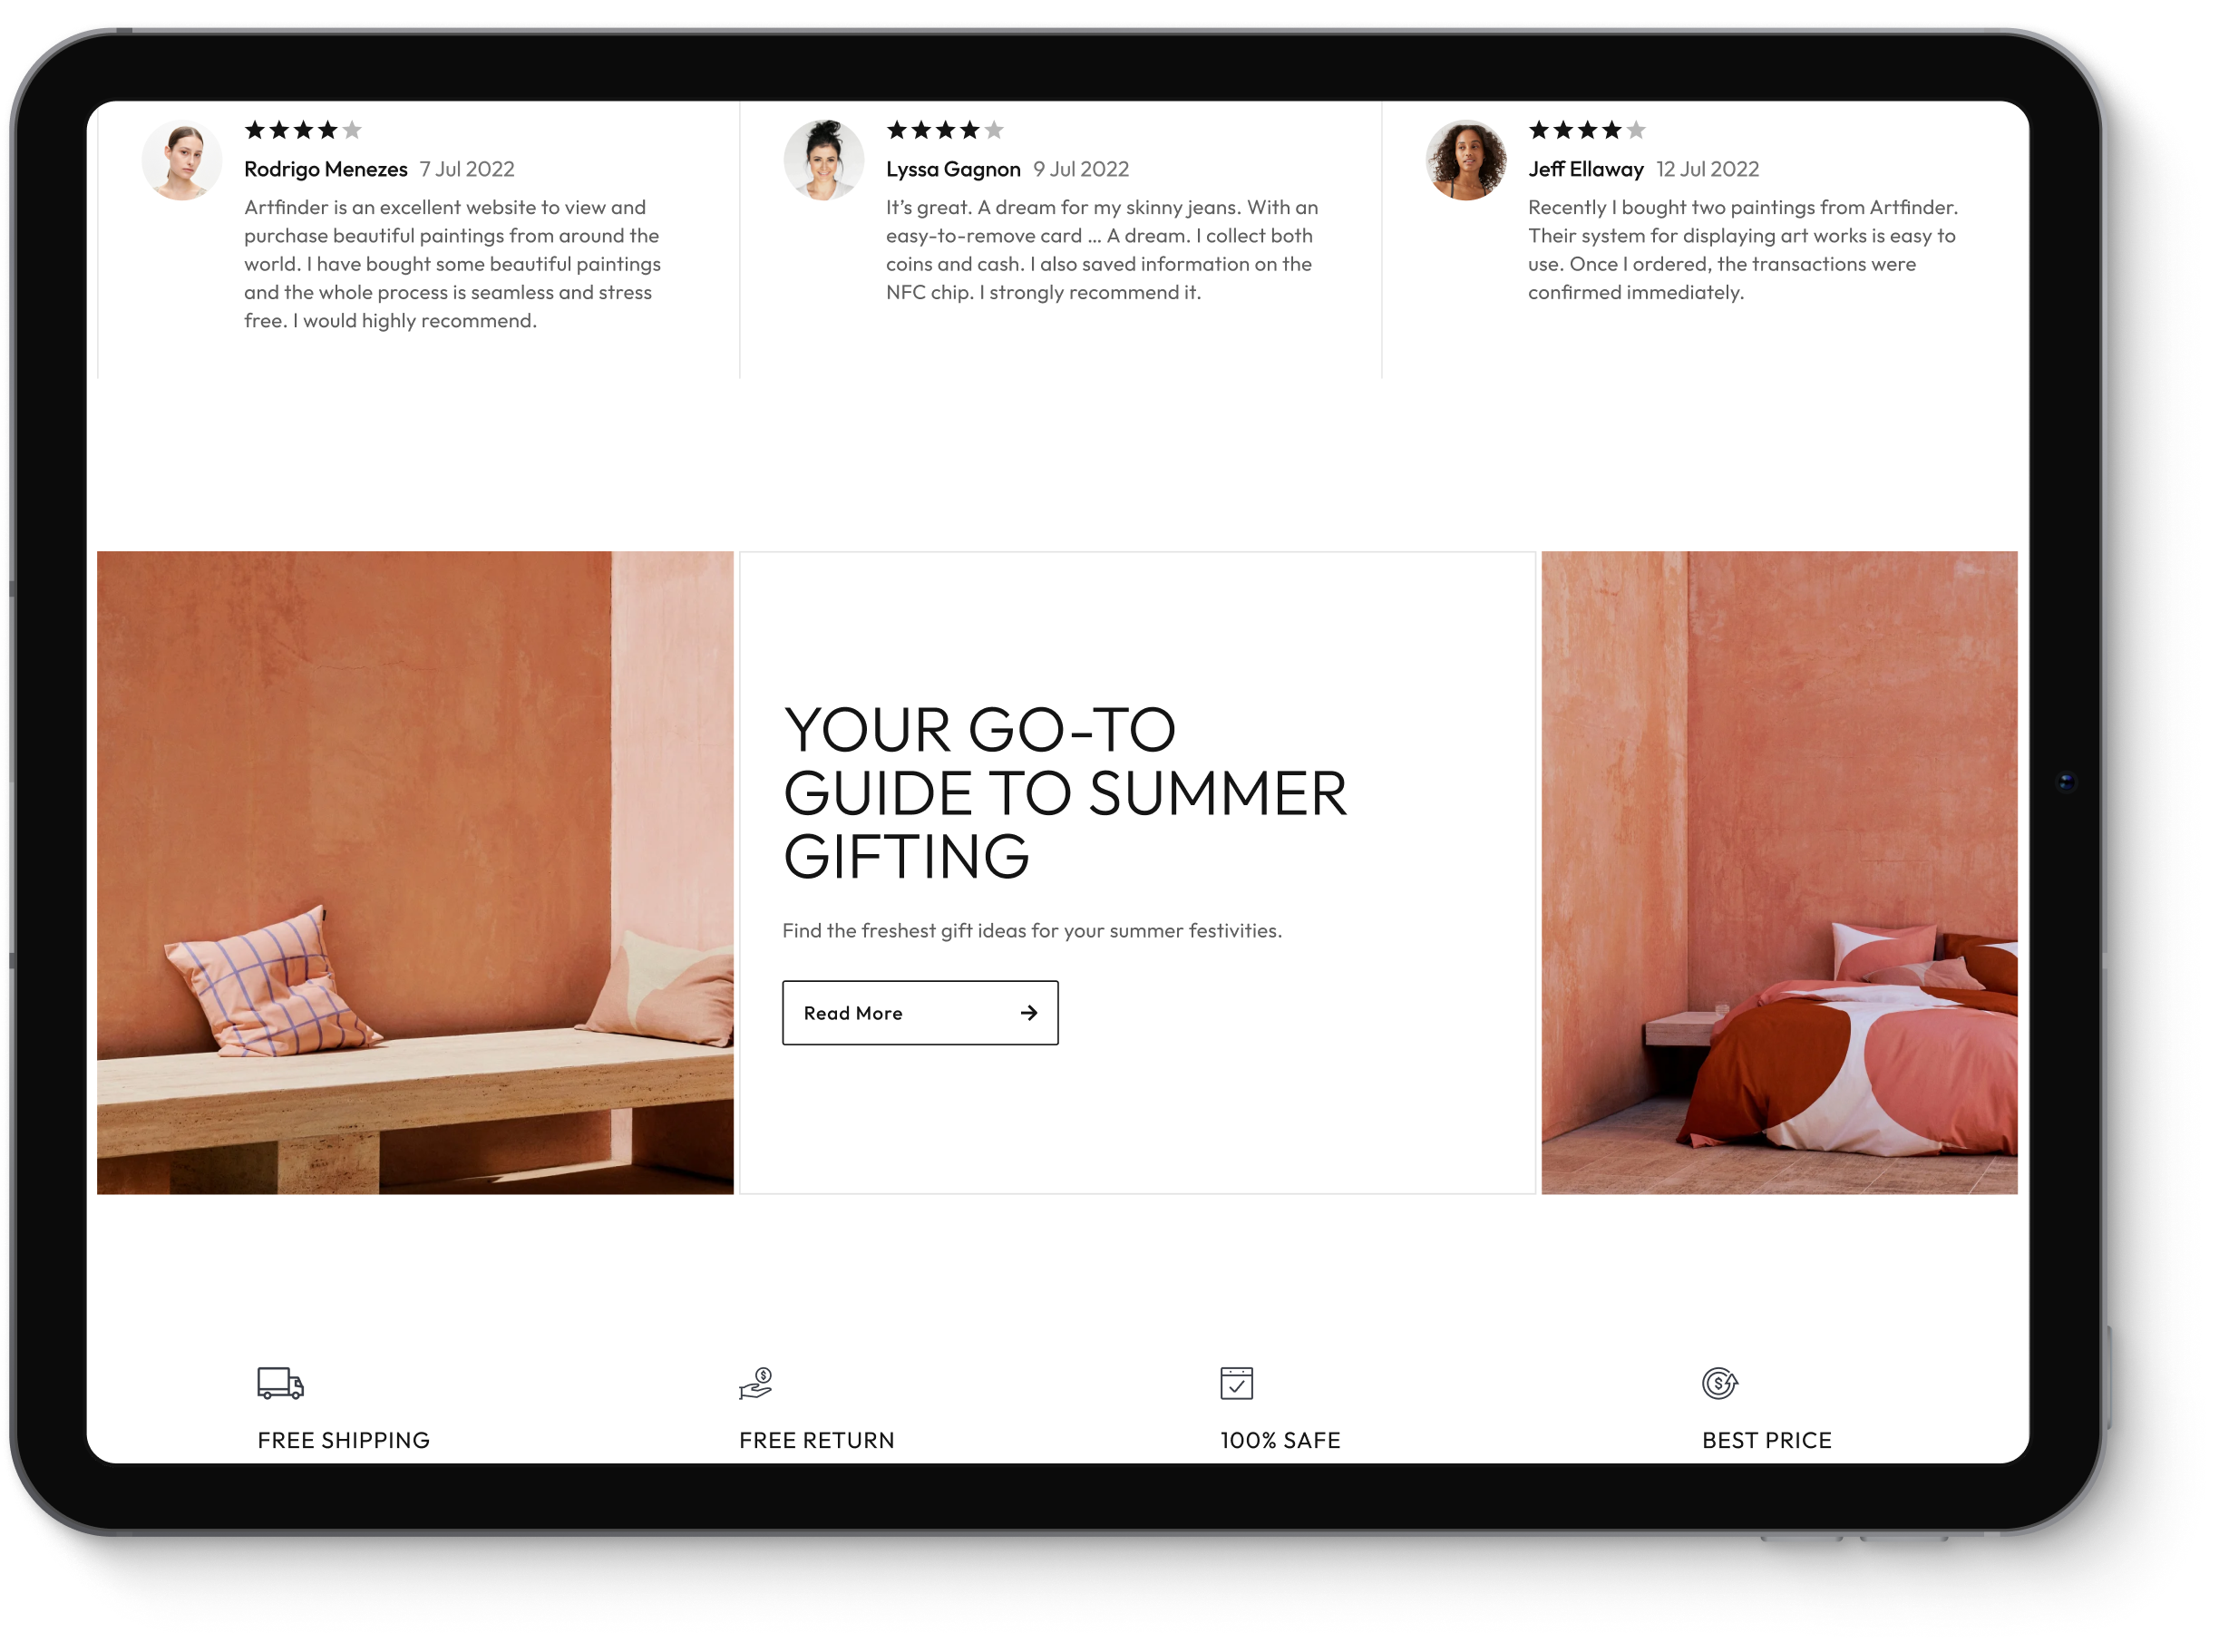 Rodrigo Menezes 7 Jul 2022
Artfinder is an excellent website to view and
purchase beautiful paintings from around the
world. I have bought some beautiful paintings
and the whole process is seamless and stress
free. I would highly recommend.
Lyssa Gagnon 9 Jul 2022
It’s great. A dream for my skinny jeans. With an
easy-to-remove card ... A dream. I collect both
coins and cash. I also saved information on the
NFC chip. I strongly recommend it.
Jeff Ellaway 12 Jul 2022
Recently I bought two paintings from Artfinder.
Their system for displaying art works is easy to
use. Once I ordered, the transactions were
confirmed immediately.
YOUR GO-TO
GUIDE TO SUMMER
GIFTING
Find the freshest gift ideas for your summer festivities.
Read More
FREE SHIPPING
FREE RETURN
100% SAFE
BEST PRICE